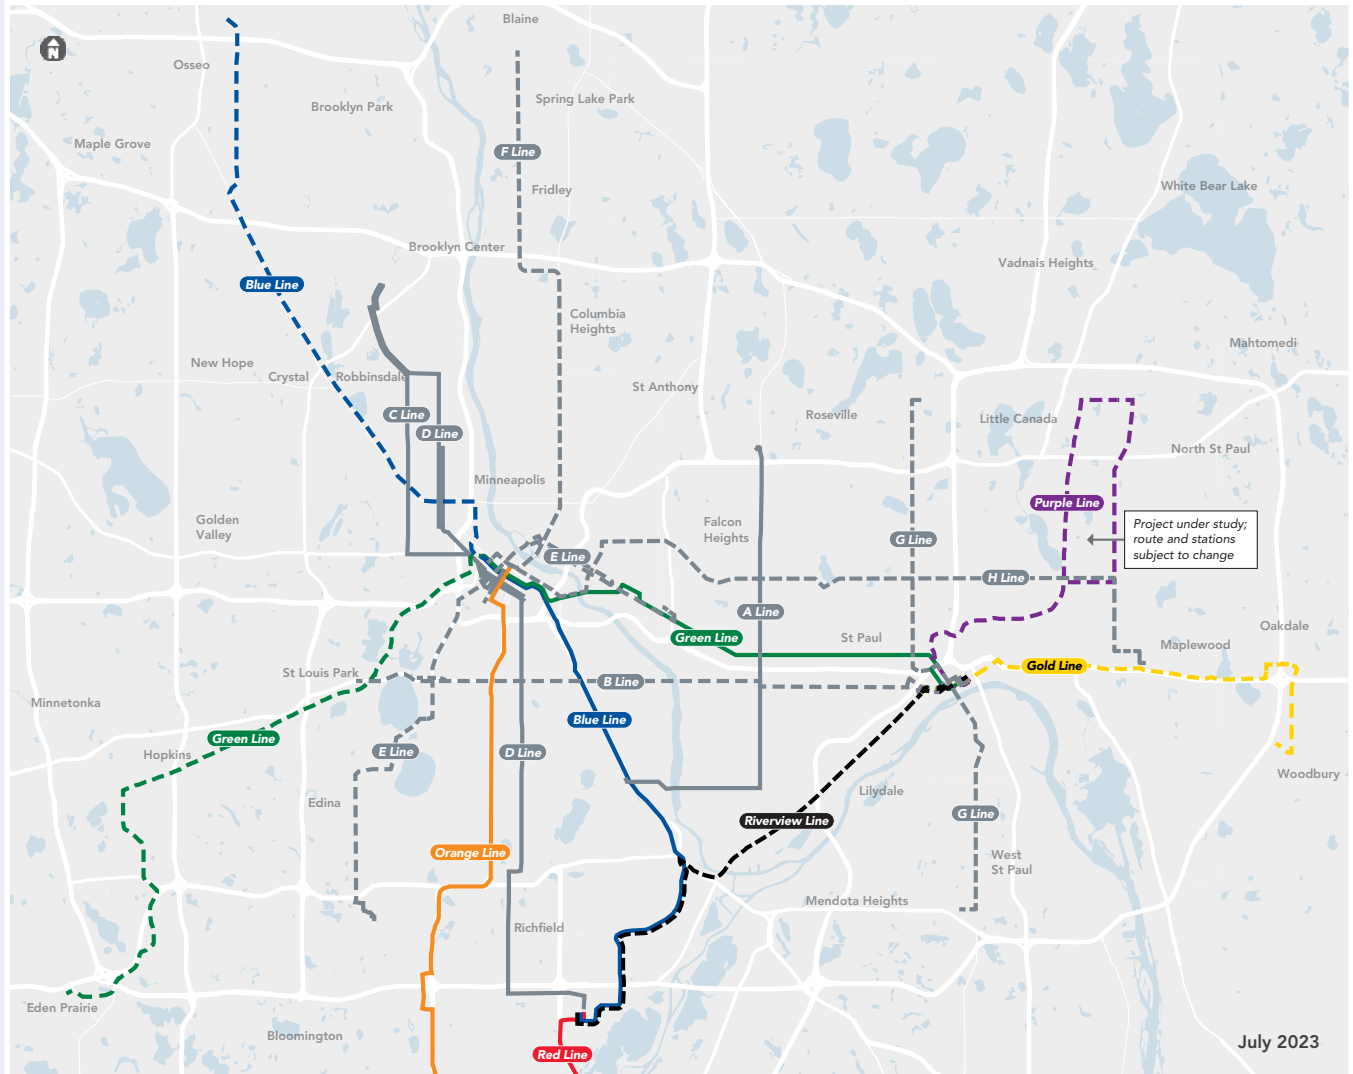 Blaine
N
Osseo
Brooklyn Park
Spring Lake Park
Maple Grove
F Line
Fridley
White Bear Lake
Brooklyn Center
Vadnais Heights
Blue Line
Columbia
Heights
Mahtomedi
New Hope
Crystal
Robbinsdale
St Anthony
C Line
D Line
Roseville
Little Canada
North St Paul
Minneapolis
Purple Line
Golden
Valley
Falcon
Heights
G Line
Project under study;
route and stations
subject to change
E Line
H Line
A Line
Green Line
St Paul
Oakdale
Maplewood
Gold Line
St Louis Park
B Line
Minnetonka
Blue Line
Green Line
E Line
D Line
Hopkins
Woodbury
Edina
Lilydale
Riverview Line
G Line
Orange Line
West
St Paul
Mendota Heights
Richfield
Eden Prairie
Bloomington
July 2023
Red Line